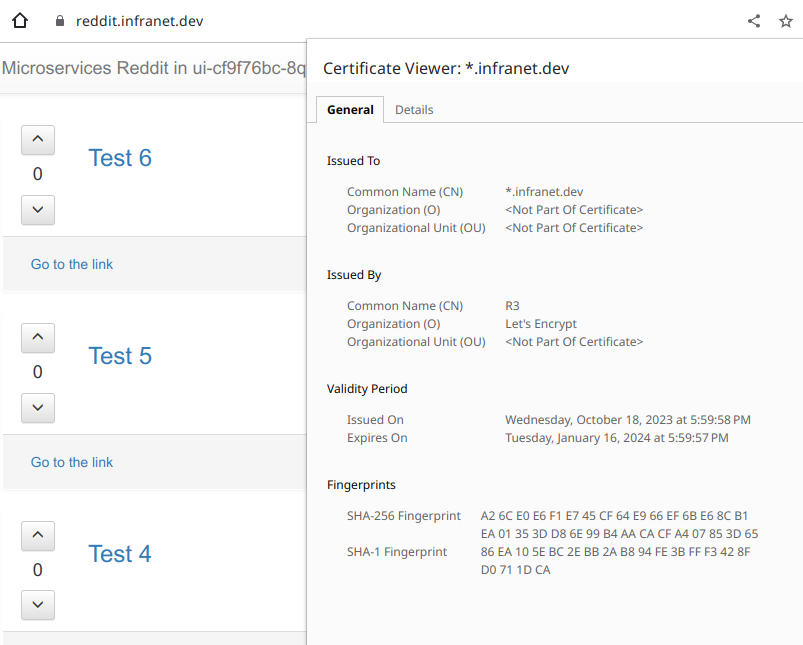 reddit.infranet.dev
Microservices Reddit in ui-cf9f76bc-8q
Test 6
0
Go to the link
Test 5
0
Go to the link
Test 4
0
Certificate Viewer: *.infranet.dev
General Details
Issued To
Common Name (CN) *.infranet.dev
Organization (O) <Not Part Of Certificate>
Organizational Unit (OU) <Not Part Of Certificate>
Issued By
Common Name (CN) R3
Organization (O) Let's Encrypt
Organizational Unit (OU) <Not Part Of Certificate>
Validity Period
Issued On Wednesday, October 18, 2023 at 5:59:58 PM
Expires On Tuesday, January 16, 2024 at 5:59:57 PM
Fingerprints
SHA-256 Fingerprint A2 6C E0 E6 F1 E7 45 CF 64 E9 66 EF 6B E6 8C B1
EA 01 35 3D D8 6E 99 B4 AA CA CF A4 07 85 3D 65
SHA-1 Fingerprint 86 EA 10 5E BC 2E BB 2A B8 94 FE 3B FF F3 42 8F
D0 71 1D CA